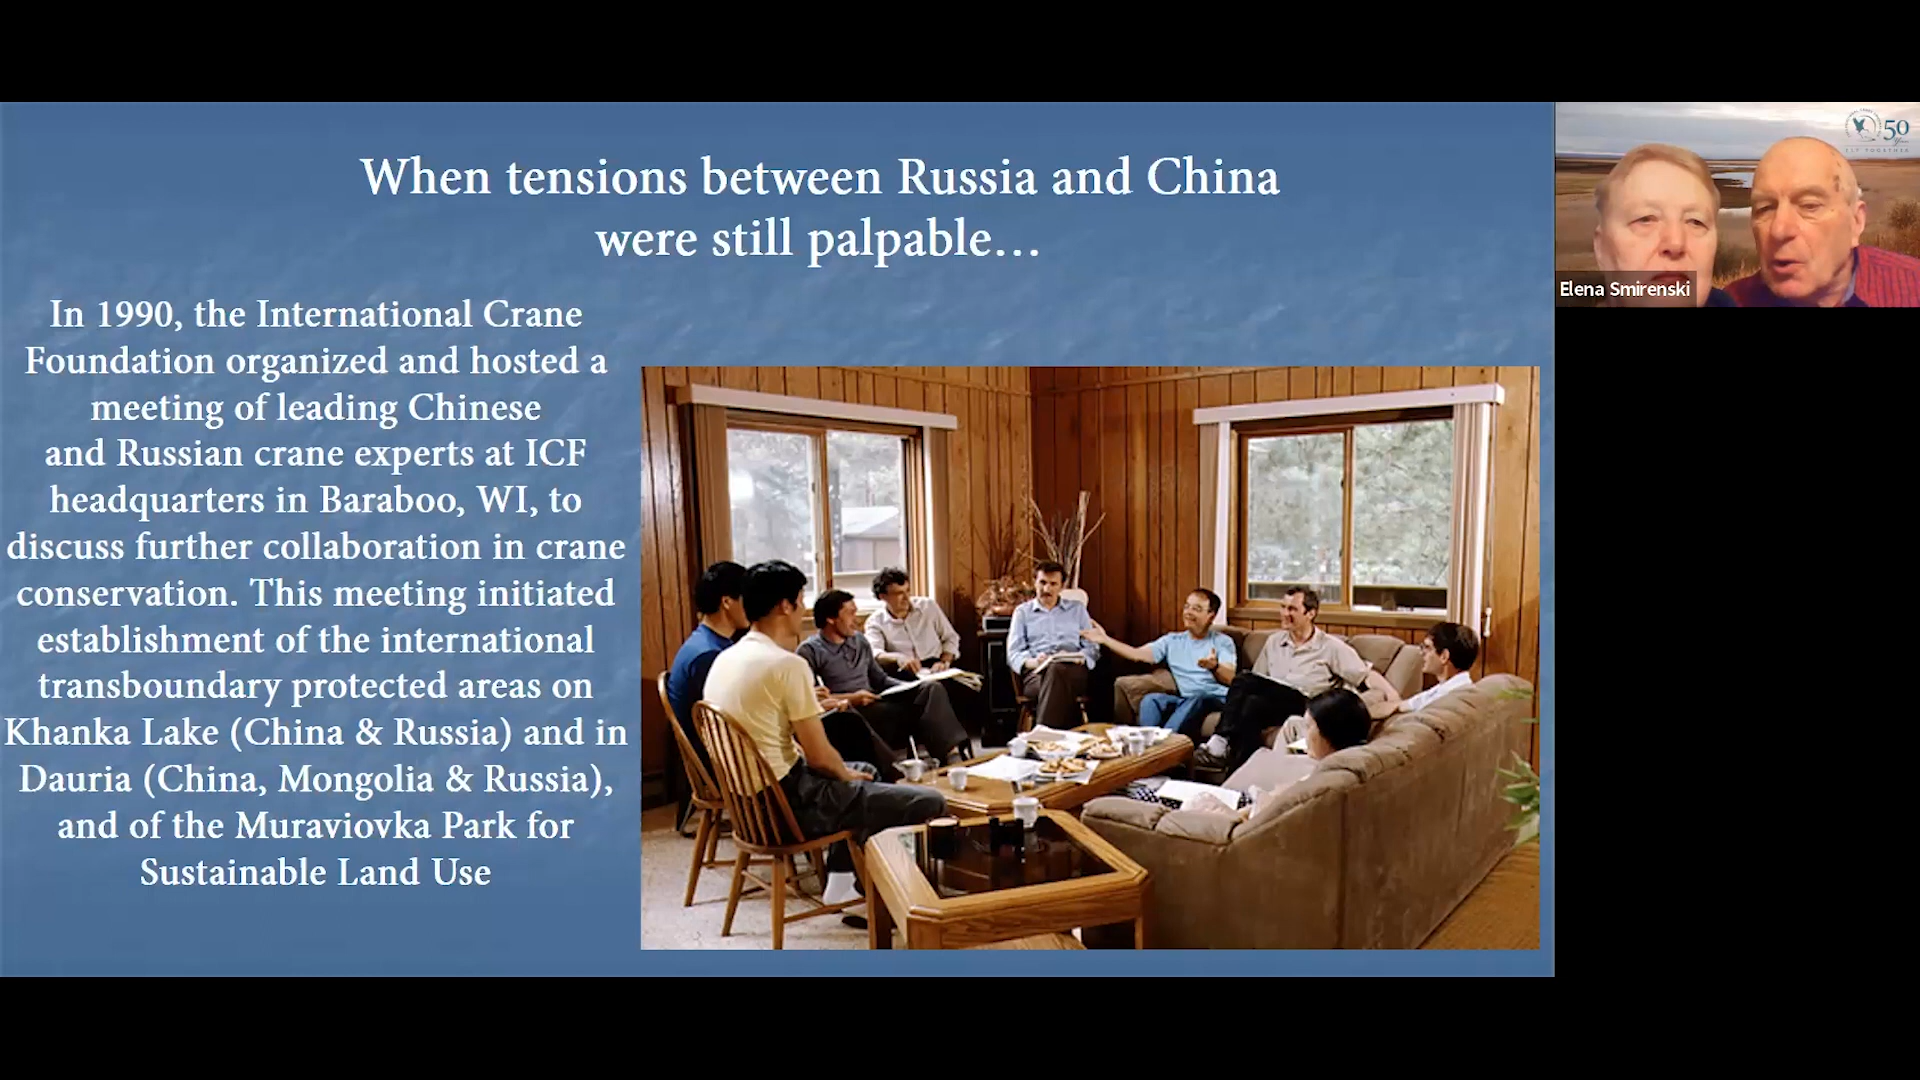 When tensions between Russia and China
were still palpable…
In 1990, the International Crane
Foundation organized and hosted a
meeting of leading Chinese
and Russian crane experts at ICF
headquarters in Baraboo, WI, to
discuss further collaboration in crane
conservation. This meeting initiated
establishment of the international
transboundary protected areas on
Khanka Lake (China & Russia) and in
Dauria (China, Mongolia & Russia),
and of the Muraviovka Park for
Sustainable Land Use
50
Elena Smirenski